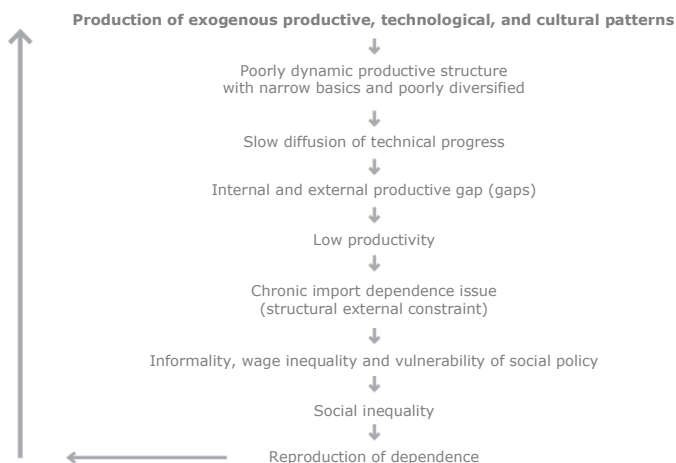 Production of exogenous productive, technological, and cultural patterns
Poorly dynamic productive structure
with narrow basics and poorly diversified
Slow diffusion of technical progress
Internal and external productive gap (gaps)
Low productivity
Chronic import dependence issue
(structural external constraint)
Informality, wage inequality and vulnerability of social policy
Social inequality
Reproduction of dependence